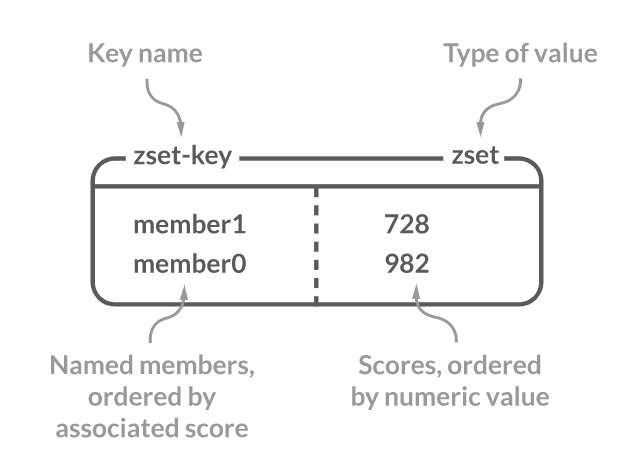 Key name
Type of value
zset-key
zset
member1 728
member0 982
Named members,
ordered by
associated score
Scores, ordered
by numeric value